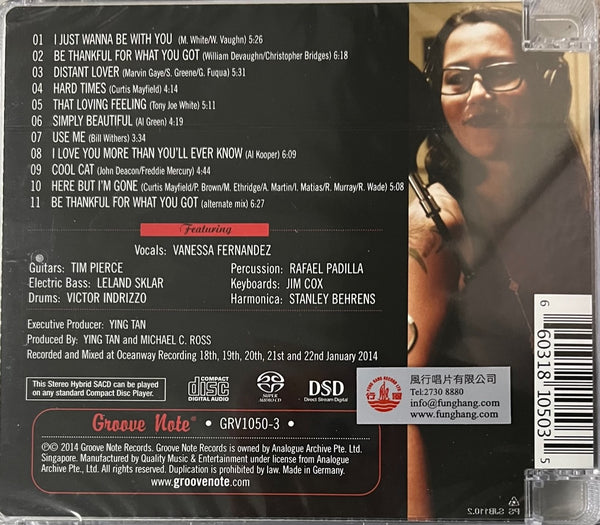 01 I JUST WANNA BE WITH YOU (M. White/W. Vaughn) 5:26
02 BE THANKFUL FOR WHAT YOU GOT (William Devaughn/Christopher Bridges) 6:18
03 DISTANT LOVER (Marvin Gaye/S. Greene/G. Fuqua) 5:31
04 HARD TIMES (Curtis Mayfield) 4:14
05 THAT LOVING FEELING (Tony Joe White) 5:11
06 SIMPLY BEAUTIFUL (Al Green) 4:19
07 USE ME (Bill Withers) 3:34
08 I LOVE YOU MORE THAN YOU'LL EVER KNOW (Al Kooper) 6:09
09 COOL CAT (John Deacon/Freddie Mercury) 4:44
10 HERE BUT I'M GONE (Curtis Mayfield/P. Brown/M. Ethridge/A. Martin/I. Matias/R. Murray/R. Wade) 5:08
11 BE THANKFUL FOR WHAT YOU GOT (alternate mix) 6:27
Featuring
Vocals: VANESSA FERNANDEZ
Guitars: TIM PIERCE
Electric Bass: LELAND SKLAR
Drums: VICTOR INDRIZZO
Percussion: RAFAEL PADILLA
Keyboards: JIM COX
Harmonica: STANLEY BEHRENS
Executive Producer: YING TAN
Produced By: YING TAN and MICHAEL C. ROSS
Recorded and Mixed at Oceanway Recording 18th, 19th, 20th, 21st and 22nd January 2014
This Stereo Hybrid SACD can be played
on any standard Compact Disc Player.
COMPACT
disc
DIGITAL AUDIO
SUPER AUDIO CD
DSD
Direct Stream Digital
風行唱片有限公司
Tel:2730 8880
info@funghang.com
www.funghang.com
Groove Note • GRV1050-3 •
℗© 2014 Groove Note Records. Groove Note Records is owned by Analogue Archive Pte. Ltd.
Singapore. Manufactured by Quality Music & Entertainment under license from Analogue
Archive Pte., Ltd. All rights reserved. Duplication is prohibited by law. Made in Germany.
www.groovenote.com
6 60318 10503 5
PS SJB110.2